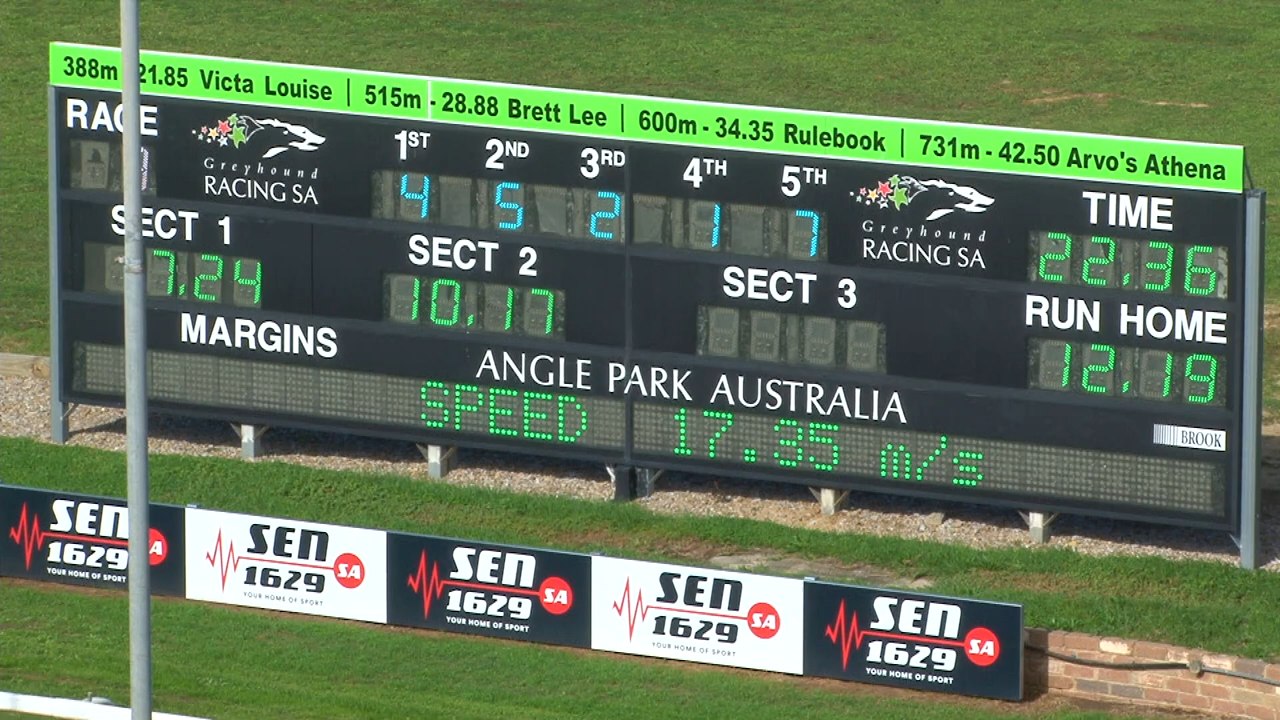 388m 21.85 Victa Louise | 515m - 28.88 Brett Lee | 600m - 34.35 Rulebook | 731m - 42.50 Arvo's Athena
RACE
Greyhound
RACING SA
1ST 2ND 3RD 4TH 5TH
4 5 2 1 7
Greyhound
RACING SA
TIME
22.36
SECT 1
7.24
SECT 2
10.17
SECT 3
RUN HOME
12.19
MARGINS
ANGLE PARK AUSTRALIA
SPEED 17.35 m/s
BROOK
SEN
1629 SA
YOUR HOME OF SPORT
SEN
1629 SA
YOUR HOME OF SPORT
SEN
1629 SA
YOUR HOME OF SPORT
SEN
1629 SA
YOUR HOME OF SPORT
SEN
1629 SA
YOUR HOME OF SPORT